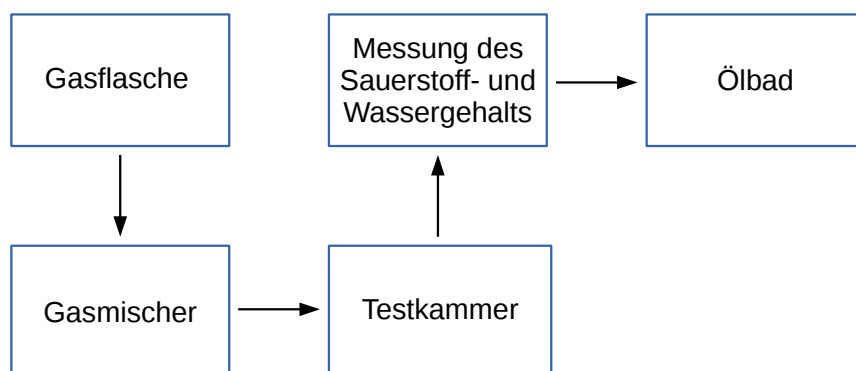 Gasflasche
Messung des
Sauerstoff- und
Wassergehalts
Ölbad
Gasmischer
Testkammer